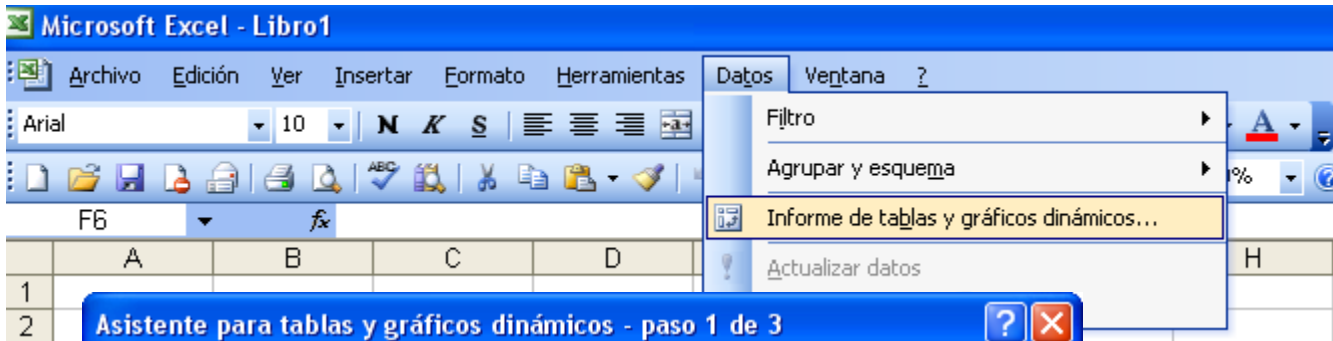 Microsoft Excel - Libro1
Archivo Edición Ver Insertar Formato Herramientas Datos Ventana ?
Arial 10 N K S
Filtro
Agrupar y esquema
F6 fx
Informe de tablas y gráficos dinámicos...
A B C D H
Actualizar datos
1
2 Asistente para tablas y gráficos dinámicos - paso 1 de 3